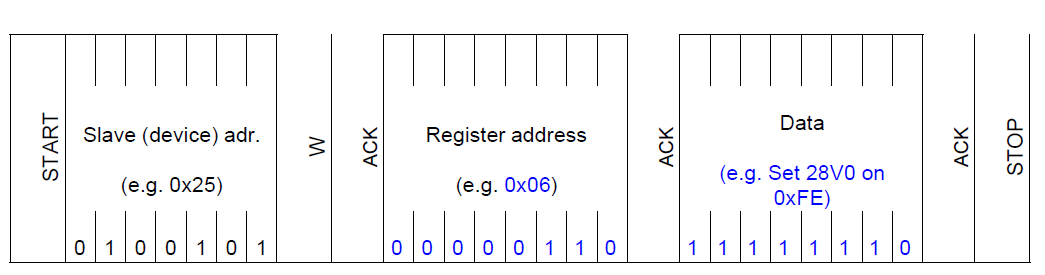 START
Slave (device) adr.
(e.g. 0x25)
0 1 0 0 1 0 1
W
ACK
Register address
(e.g. 0x06)
0 0 0 0 0 1 1 0
ACK
Data
(e.g. Set 28V0 on
0xFE)
1 1 1 1 1 1 1 0
ACK
STOP